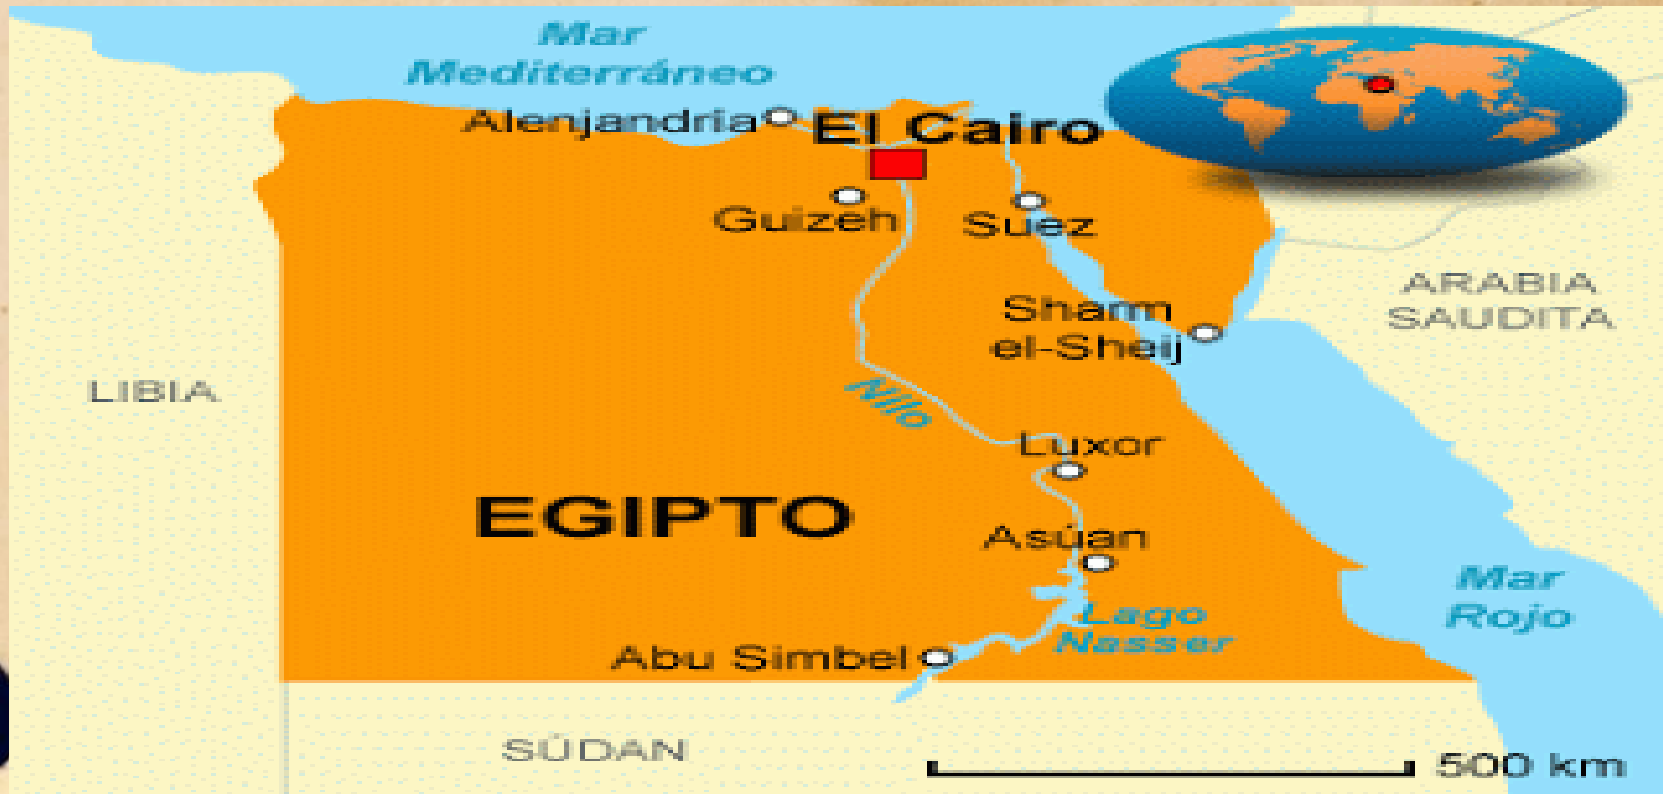 Mar
Mediterráneo
Alenjandria
El Cairo
Guizeh
Suez
ARABIA
SAUDITA
Sharm
el-Sheij
LIBIA
Nilo
Luxor
EGIPTO
Asúan
Mar
Rojo
Lago
Nasser
Abu Simbel
SÚDAN
500 km